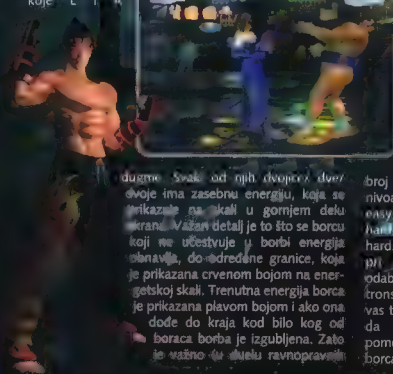 koje L i R
dugme. Svaki od njih dvojice / dve/
dvoje ima zasebnu energiju, koja se
prikazuje na skali u gornjem delu
ekrana. Važan detalj je to što se borcu
koji ne učestvuje u borbi energija
obnavlja, do određene granice, koja
je prikazana crvenom bojom na ener-
getskoj skali. Trenutna energija borca
je prikazana plavom bojom i ako ona
dođe do kraja kod bilo kog od
boraca borba je izgubljena. Zato
je važno u duelu ravnopravnih
broj
nivoa
easy
hard
hard
pri
odab
trons
vas t
da
pome
borca